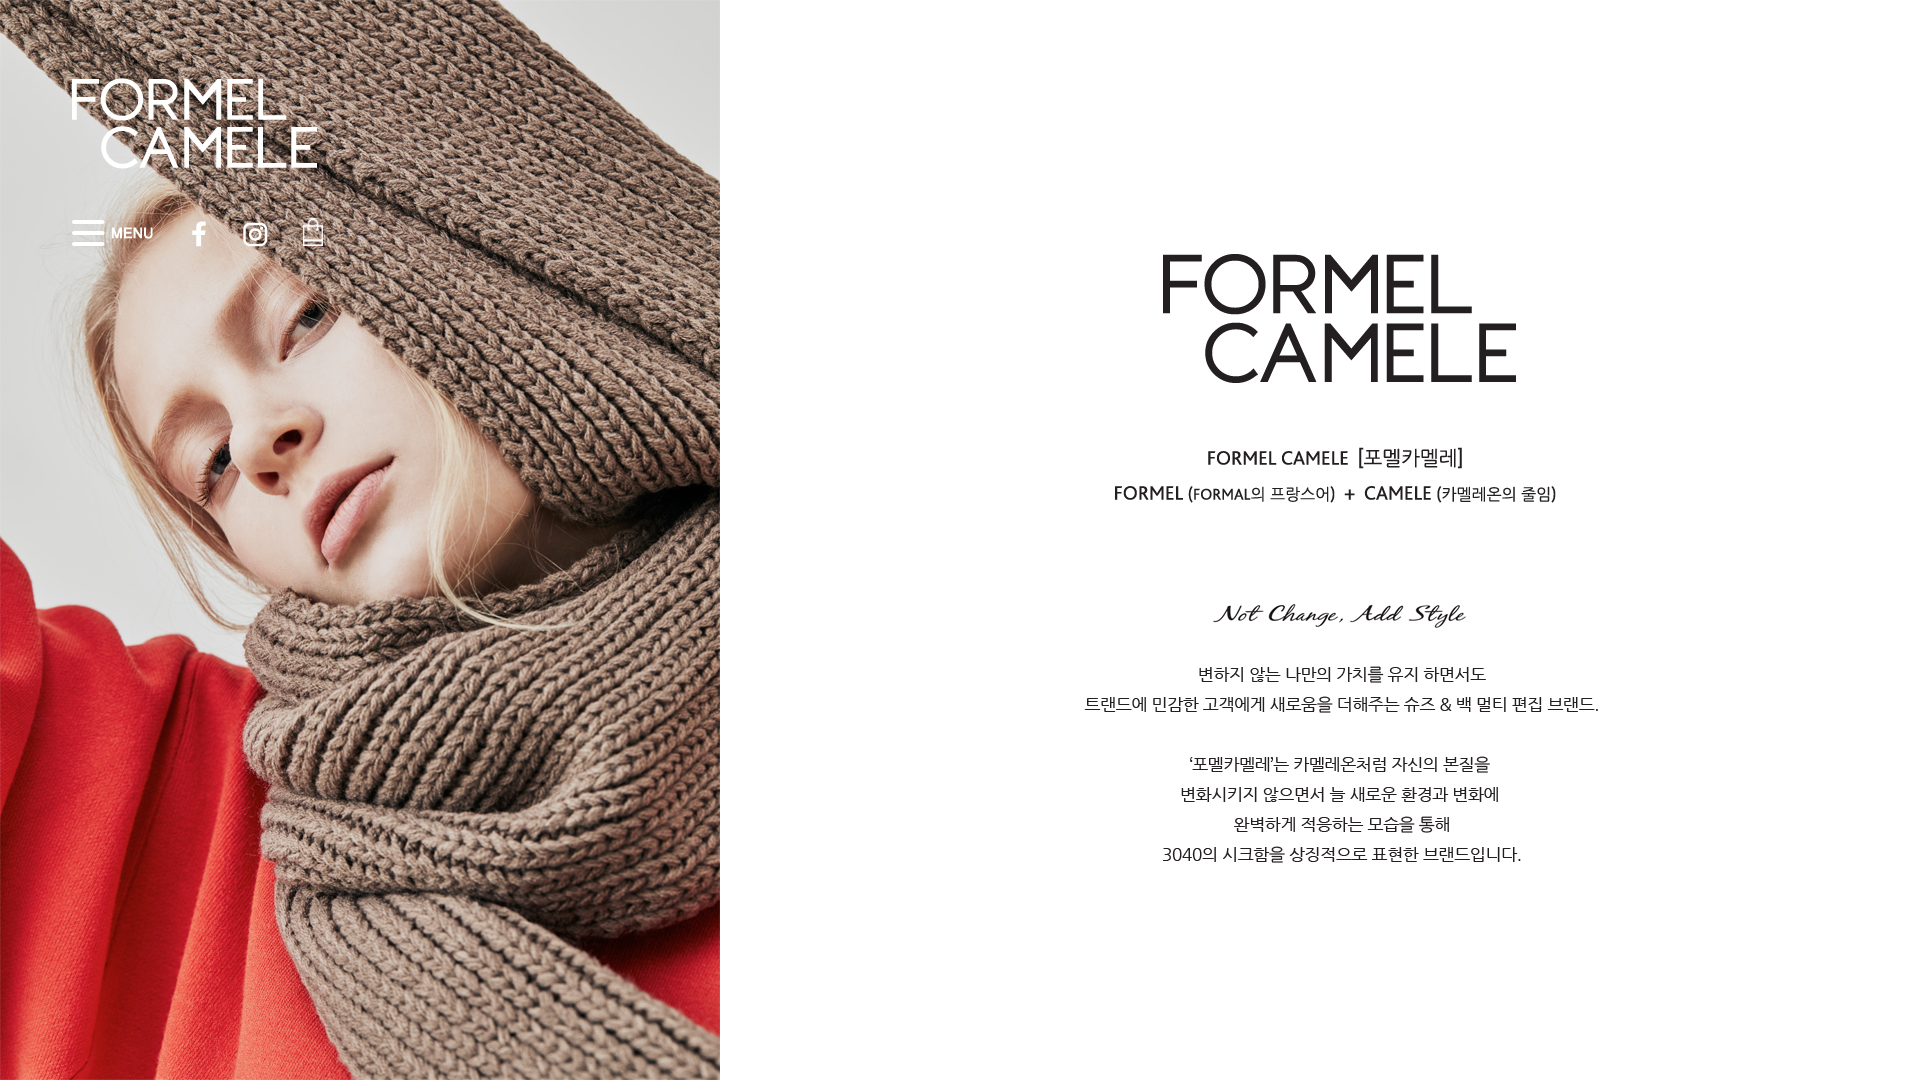 FORMEL
CAMELE
MENU
FORMEL
CAMELE
FORMEL CAMELE [포멜카멜레]
FORMEL (FORMAL의 프랑스어) + CAMELE (카멜레온의 줄임)
Not Change, Add Style
변하지 않는 나만의 가치를 유지 하면서도
트랜드에 민감한 고객에게 새로움을 더해주는 슈즈 & 백 멀티 편집 브랜드.
‘포멜카멜레’는 카멜레온처럼 자신의 본질을
변화시키지 않으면서 늘 새로운 환경과 변화에
완벽하게 적응하는 모습을 통해
3040의 시크함을 상징적으로 표현한 브랜드입니다.